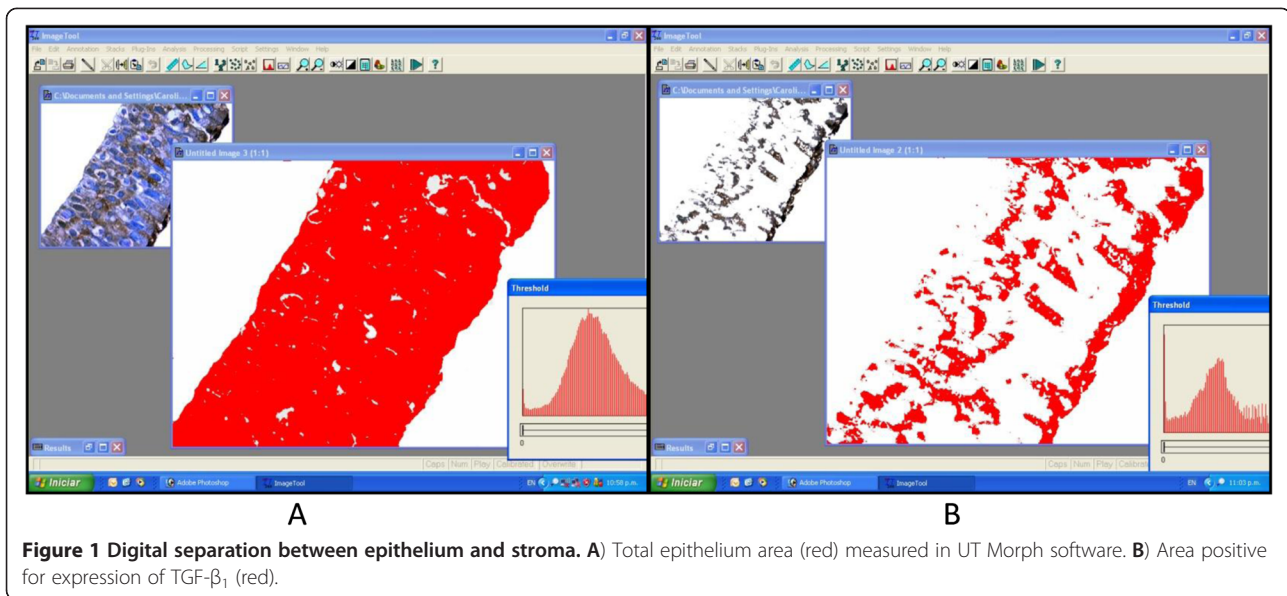 ImageTool
File Edit Annotation Stacks Plug-Ins Analysis Processing Script Settings Window Help
C:\Documents and Settings\Caroli...
Untitled Image 3 (1:1)
Threshold
0
Results
Caps Num Play Calibrated Overwrite
Iniciar Adobe Photoshop ImageTool EN 10:58 p.m.
ImageTool
File Edit Annotation Stacks Plug-Ins Analysis Processing Script Settings Window Help
C:\Documents and Settings\Caroli...
Untitled Image 2 (1:1)
Threshold
0
Results
Caps Num Play Calibrat
Iniciar Adobe Photoshop ImageTool EN 11:03 p.m.
A
B
Figure 1 Digital separation between epithelium and stroma. A) Total epithelium area (red) measured in UT Morph software. B) Area positive
for expression of TGF-β₁ (red).